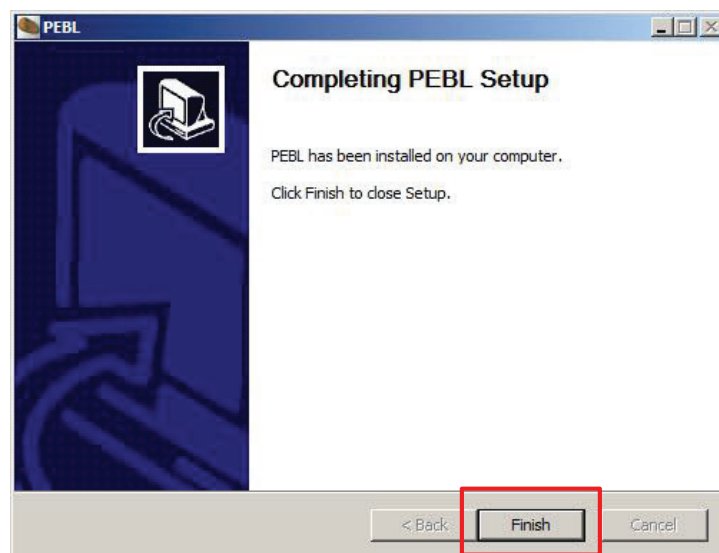 PEBL
Completing PEBL Setup
PEBL has been installed on your computer.
Click Finish to close Setup.
< Back
Finish
Cancel